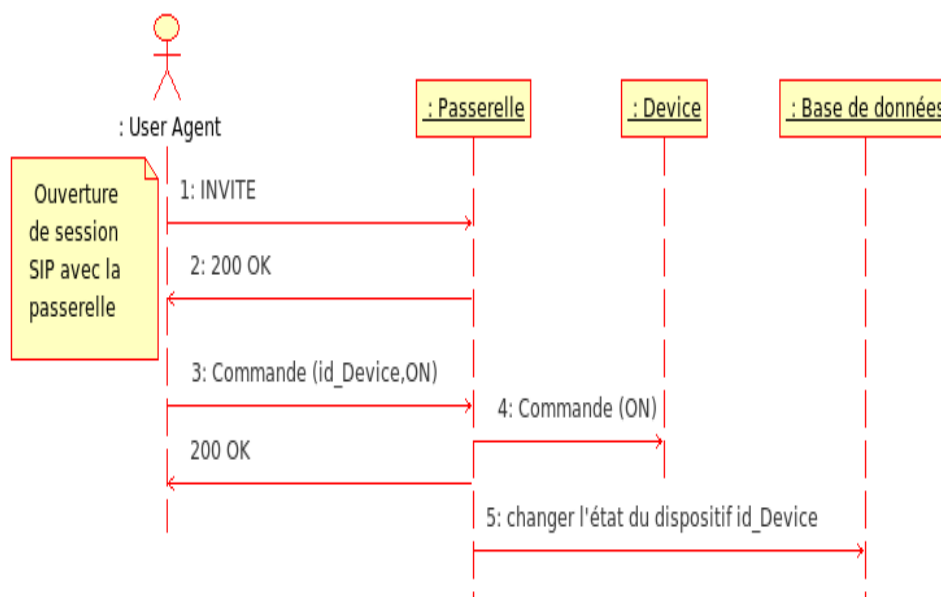 : User Agent
: Passerelle
: Device
: Base de données
Ouverture
de session
SIP avec la
passerelle
1: INVITE
2: 200 OK
3: Commande (id_Device,ON)
4: Commande (ON)
200 OK
5: changer l'état du dispositif id_Device